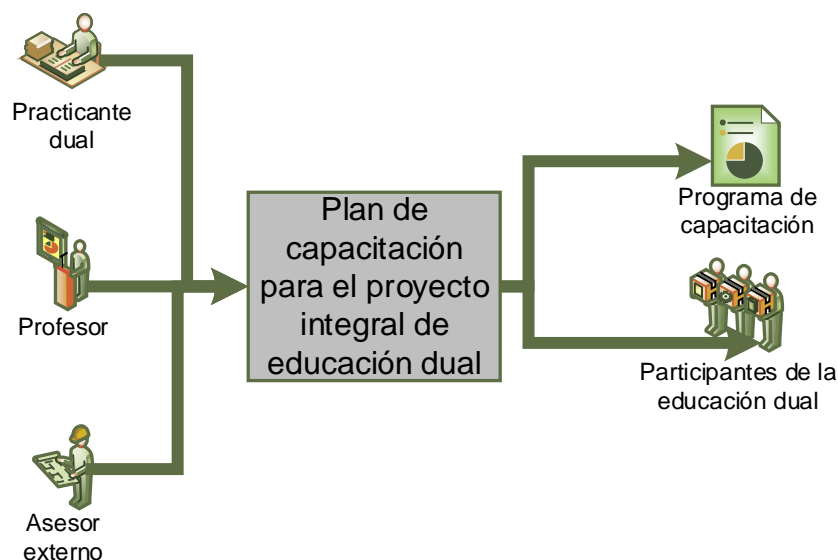 Practicante
dual
Profesor
Asesor
externo
Plan de
capacitación
para el proyecto
integral de
educación dual
Programa de
capacitación
Participantes de la
educación dual